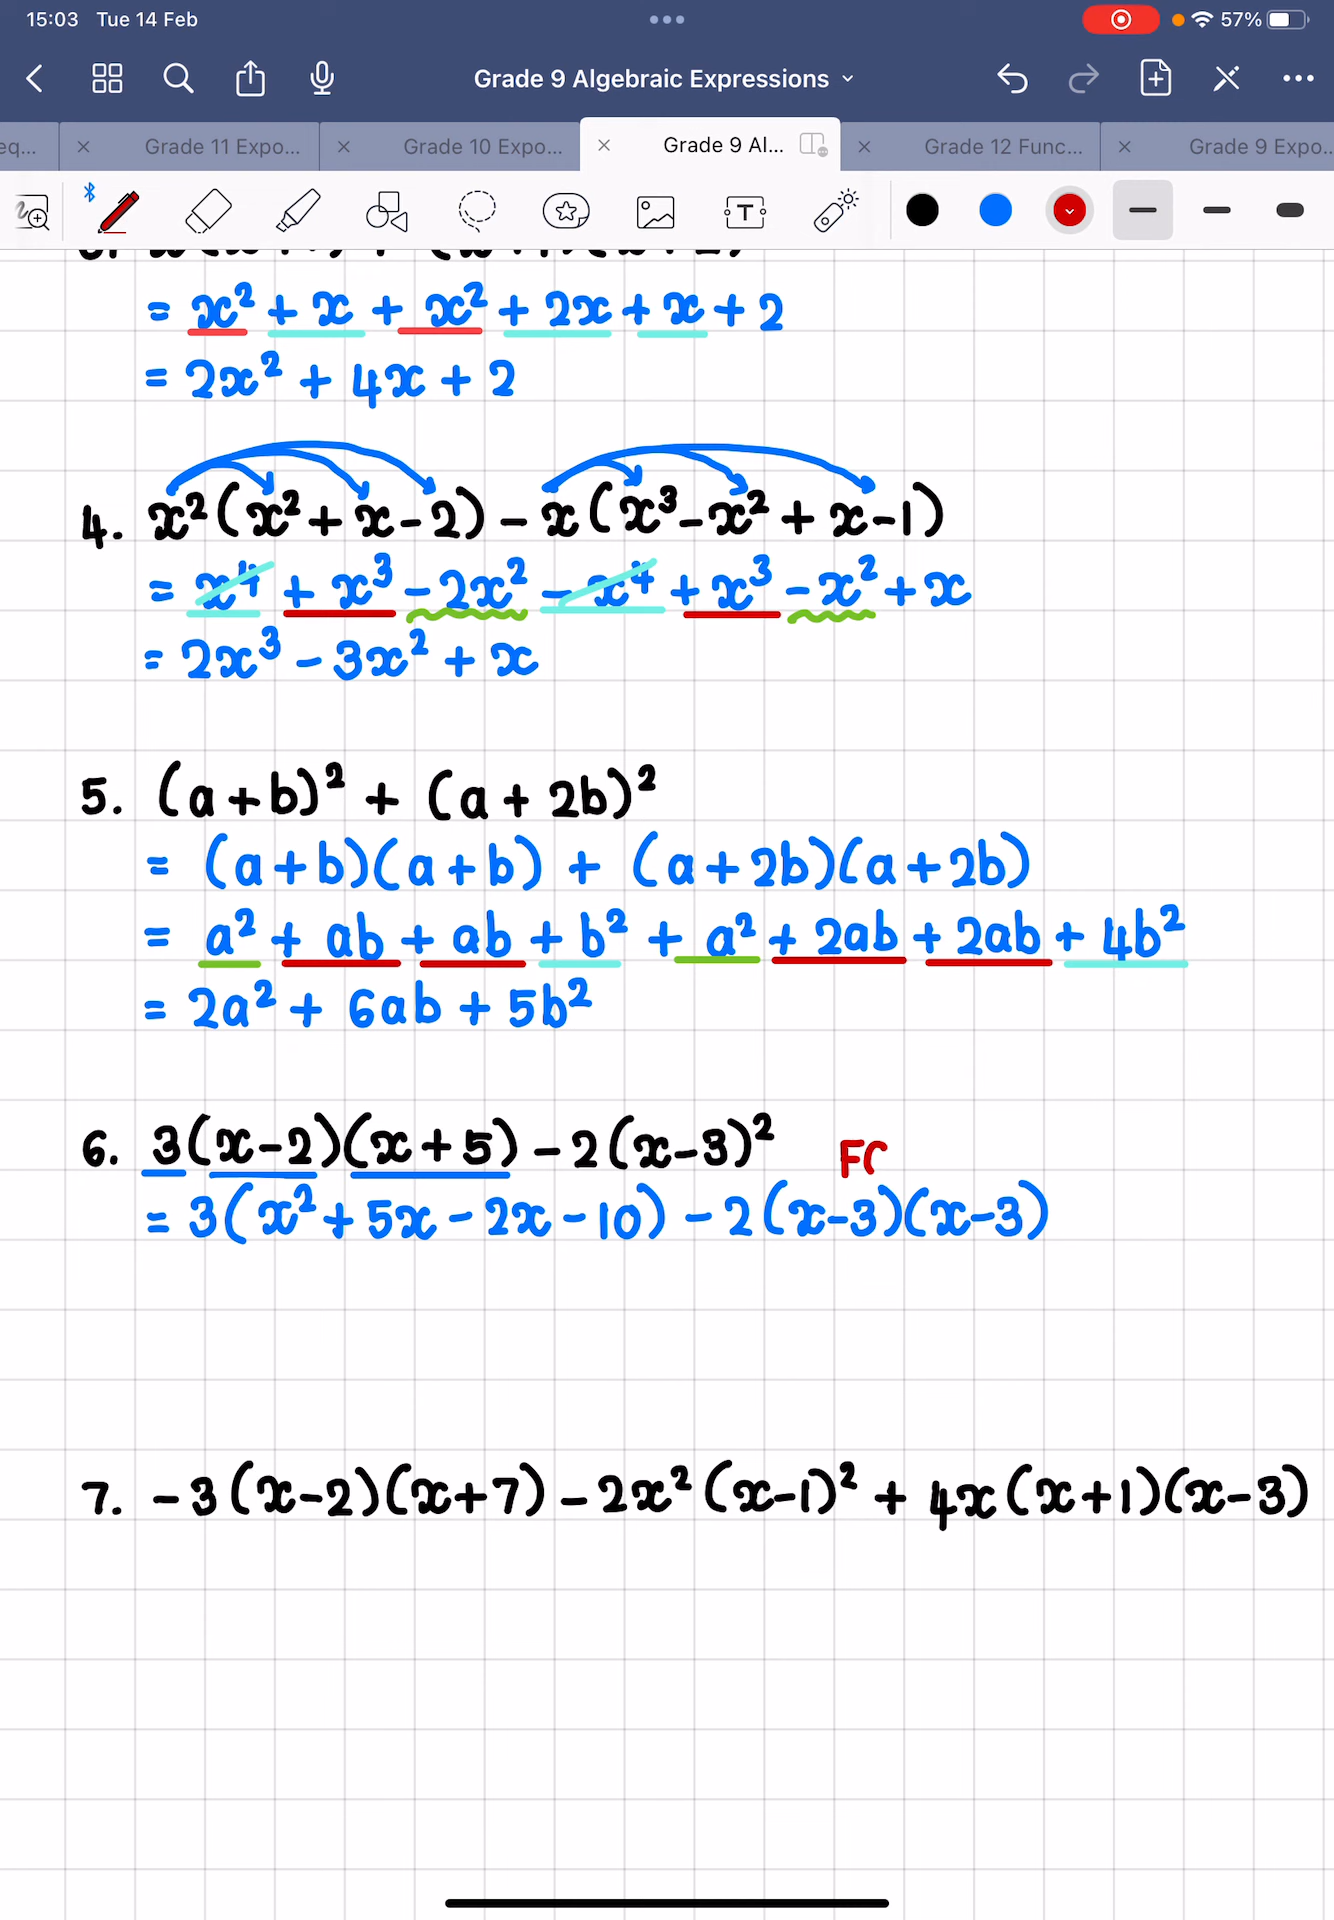 15:03 Tue 14 Feb 57%
Grade 9 Algebraic Expressions
eq... Grade 11 Expo... Grade 10 Expo... Grade 9 Al... Grade 12 Func... Grade 9 Expo...
= x² + x + x² + 2x + x + 2
= 2x² + 4x + 2
4. x²(x² + x - 2) - x(x³ - x² + x - 1)
= x⁴ + x³ - 2x² - x⁴ + x³ - x² + x
= 2x³ - 3x² + x
5. (a + b)² + (a + 2b)²
= (a + b)(a + b) + (a + 2b)(a + 2b)
= a² + ab + ab + b² + a² + 2ab + 2ab + 4b²
= 2a² + 6ab + 5b²
6. 3(x - 2)(x + 5) - 2(x - 3)² FC
= 3(x² + 5x - 2x - 10) - 2(x - 3)(x - 3)
7. -3(x - 2)(x + 7) - 2x²(x - 1)² + 4x(x + 1)(x - 3)